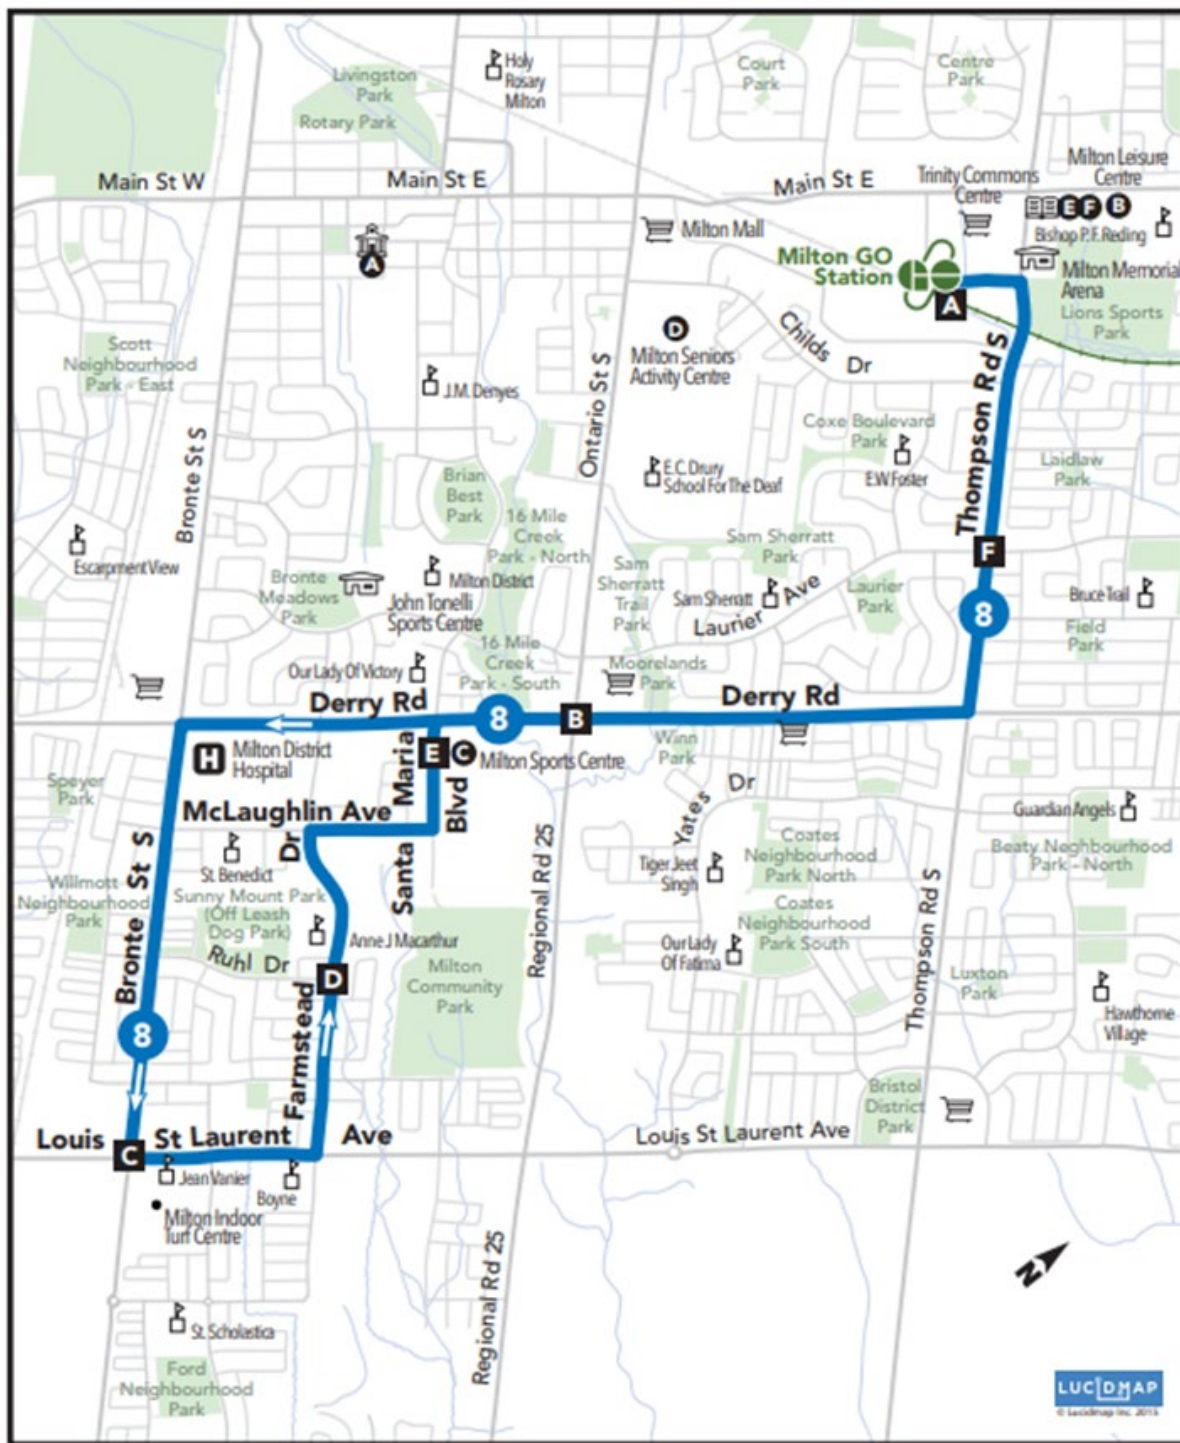 Holy
Rosary
Milton
Livingston
Park
Rotary Park
Court
Park
Centre
Park
Main St W
Main St E
Main St E
Trinity Commons
Centre
Milton Leisure
Centre
E F B
Bishop P.F. Reding
Milton Mall
Milton GO
Station
A
Milton Memorial
Arena
Lions Sports
Park
A
Scott
Neighbourhood
Park - East
D
Milton Seniors
Activity Centre
Childs Dr
J.M. Denyes
Ontario St S
Thompson Rd S
Coxe Boulevard
Park
E.W Foster
Laidlaw
Park
Bronte St S
E.C. Drury
School For The Deaf
Brian
Best
Park
16 Mile
Creek
Park - North
Sam Sherratt
Park
F
Escarpment View
Bronte
Meadows
Park
Milton District
John Tonelli
Sports Centre
Sam
Sherratt
Trail
Park
Sam Sherratt
Laurier Ave
Laurier
Park
8
Bruce Trail
Field
Park
Our Lady Of Victory
16 Mile
Creek
Park - South
Moorelands
Park
Derry Rd
8
B
Derry Rd
H
Milton District
Hospital
E
C
Milton Sports Centre
Winn
Park
Santa Maria Blvd
Speyer
Park
McLaughlin Ave
Yates Dr
Guardian Angels
Beaty Neghbourhood
Park - North
Coates
Neighbourhood
Park North
Tiger Jeet
Singh
St. Benedict
Sunny Mount Park
(Off Leash
Dog Park)
Willmott
Neighbourhood
Park
Bronte St S
Regional Rd 25
Coates
Neighbourhood
Park South
Our Lady
Of Fatima
Thompson Rd S
Anne J Macarthur
Ruhl Dr
D
Milton
Community
Park
Luxton
Park
Hawthorne
Village
Farmstead Dr
8
Bristol
District
Park
Louis St Laurent Ave
Louis St Laurent Ave
C
Jean Vanier
Boyne
Milton Indoor
Turf Centre
Regional Rd 25
N
St. Scholastica
Ford
Neighbourhood
Park
LUCIDMAP
© Lucidmap Inc. 2015